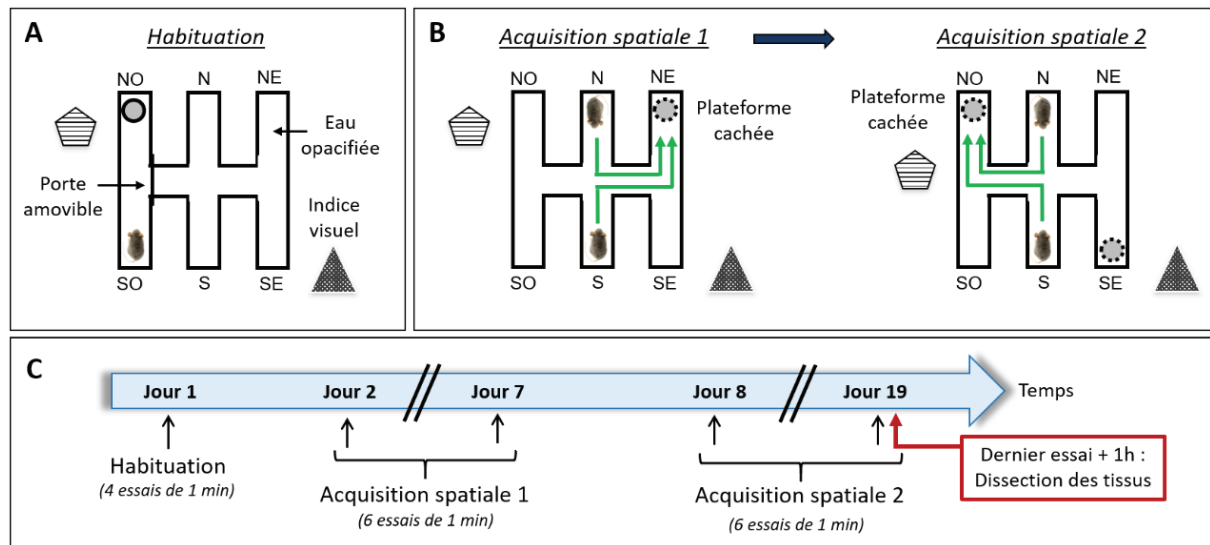 A
Habituation
NO N NE
Eau
opacifiée
Porte
amovible
Indice
visuel
SO S SE
B
Acquisition spatiale 1
N NE
Plateforme
cachée
S SE
Acquisition spatiale 2
NO N NE
Plateforme
cachée
SO S SE
C
Jour 1 Jour 2 Jour 7 Jour 8 Jour 19 Temps
Habituation
(4 essais de 1 min)
Acquisition spatiale 1
(6 essais de 1 min)
Acquisition spatiale 2
(6 essais de 1 min)
Dernier essai + 1h :
Dissection des tissus